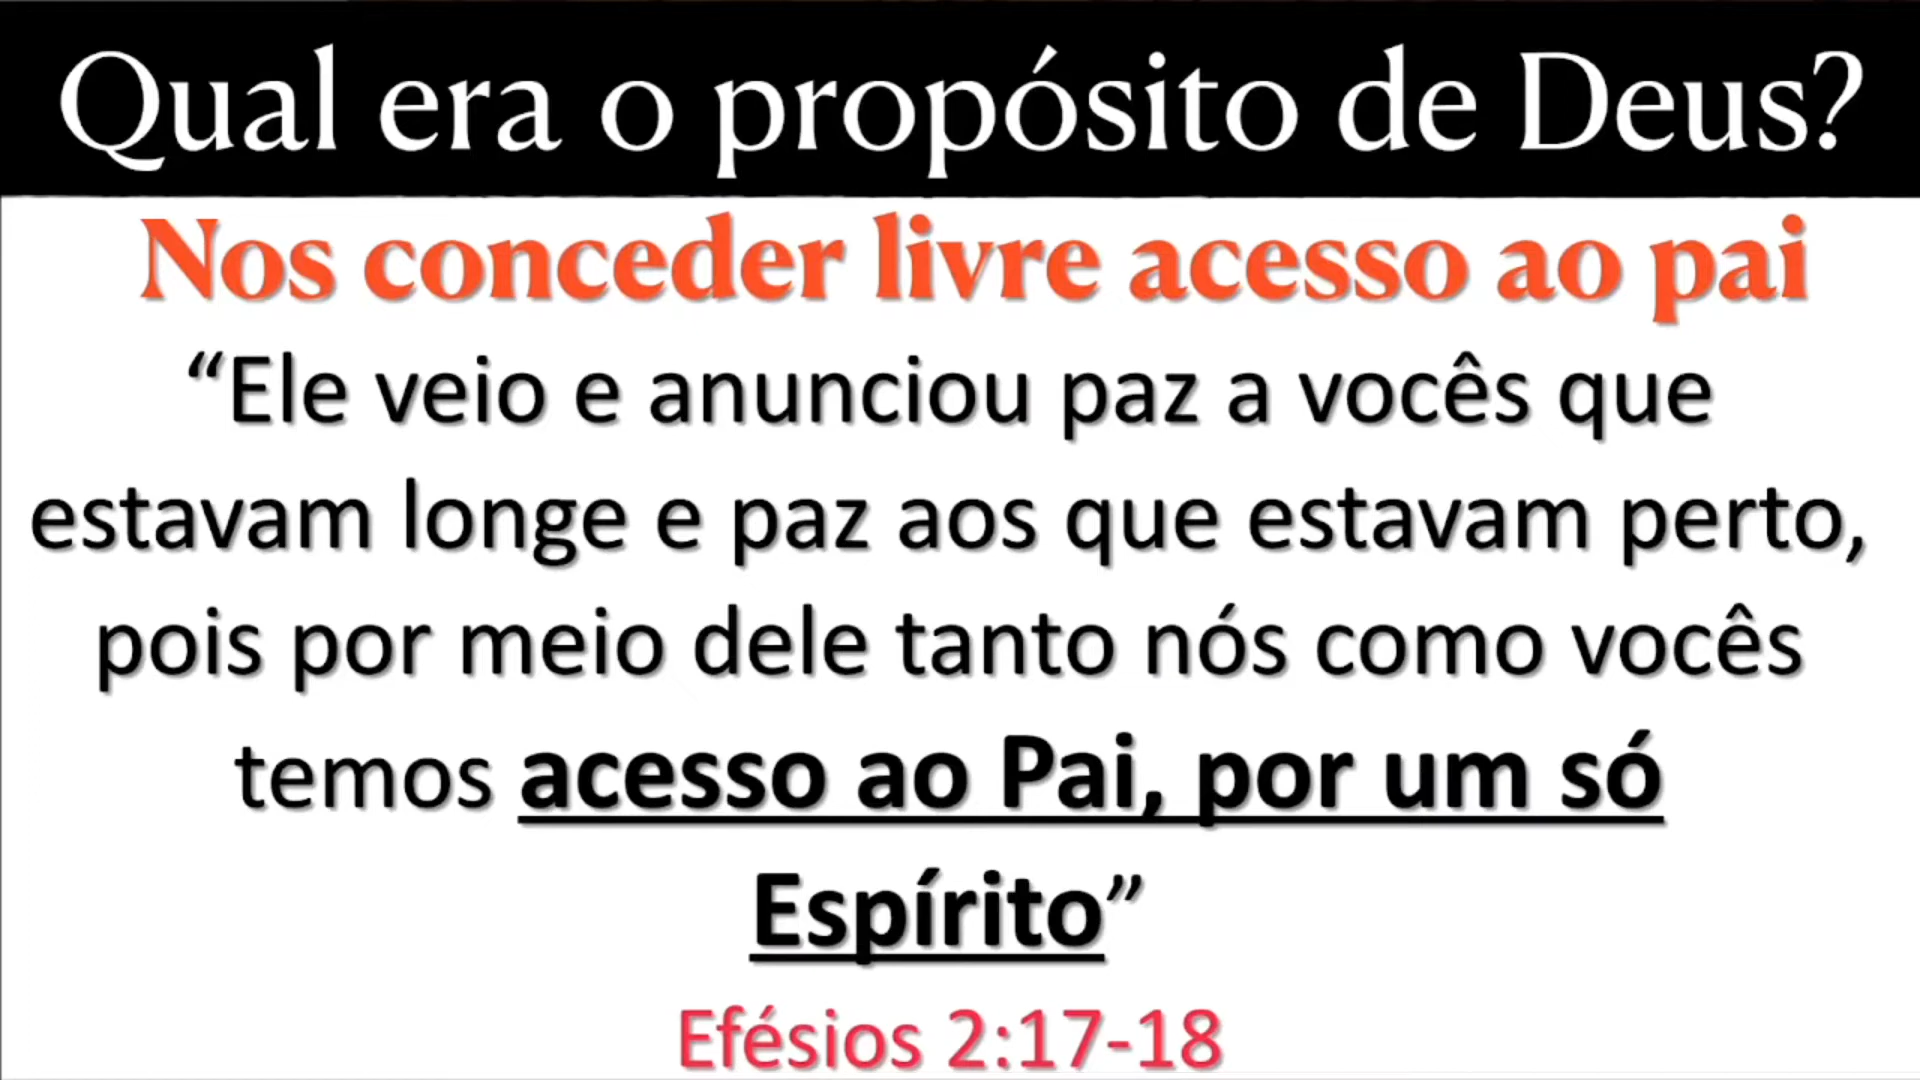 Qual era o propósito de Deus?
Nos conceder livre acesso ao pai
“Ele veio e anunciou paz a vocês que
estavam longe e paz aos que estavam perto,
pois por meio dele tanto nós como vocês
temos acesso ao Pai, por um só
Espírito”
Efésios 2:17-18